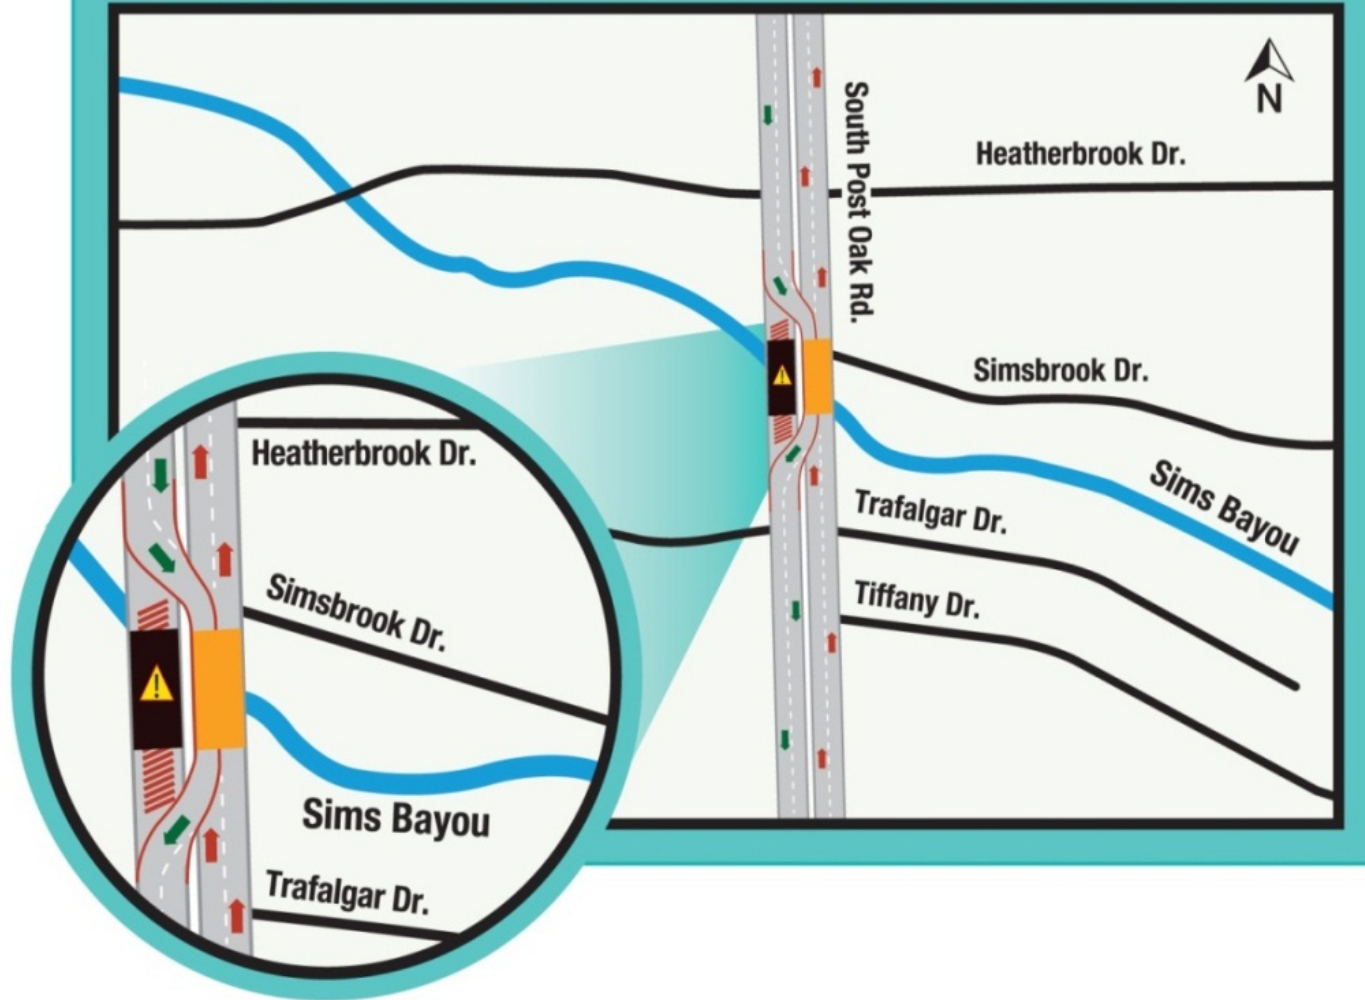 N
Heatherbrook Dr.
South Post Oak Rd.
Simsbrook Dr.
Sims Bayou
Trafalgar Dr.
Tiffany Dr.
Heatherbrook Dr.
Simsbrook Dr.
Sims Bayou
Trafalgar Dr.